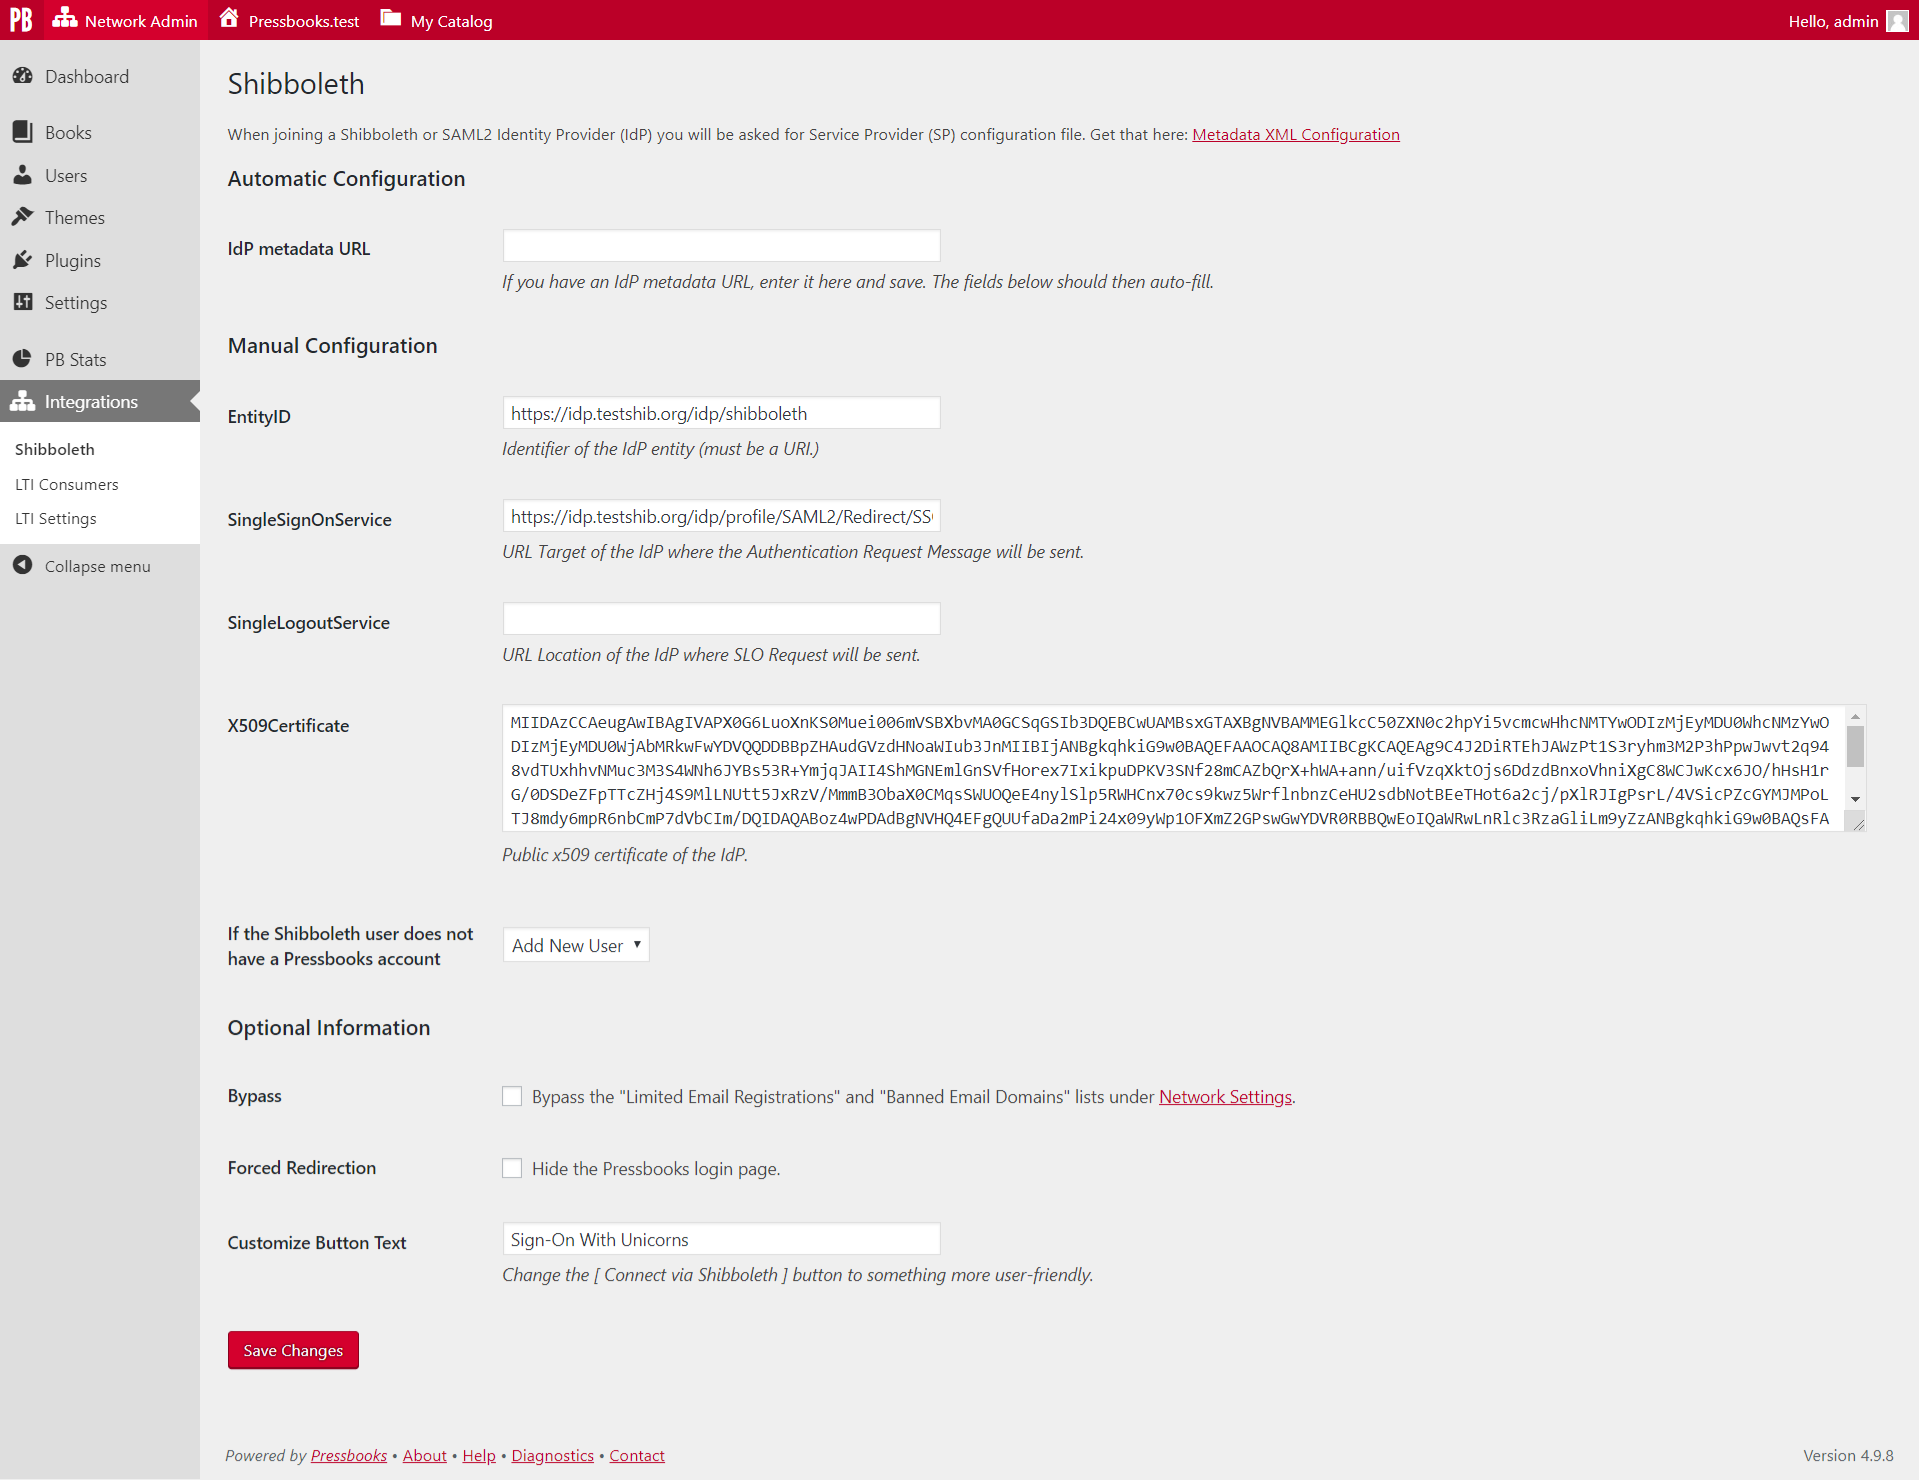 PB Network Admin Pressbooks.test My Catalog Hello, admin
Dashboard
Books
Users
Themes
Plugins
Settings
PB Stats
Integrations
Shibboleth
LTI Consumers
LTI Settings
Collapse menu
Shibboleth
When joining a Shibboleth or SAML2 Identity Provider (IdP) you will be asked for Service Provider (SP) configuration file. Get that here: Metadata XML Configuration
Automatic Configuration
IdP metadata URL
If you have an IdP metadata URL, enter it here and save. The fields below should then auto-fill.
Manual Configuration
EntityID
https://idp.testshib.org/idp/shibboleth
Identifier of the IdP entity (must be a URI.)
SingleSignOnService
https://idp.testshib.org/idp/profile/SAML2/Redirect/SS
URL Target of the IdP where the Authentication Request Message will be sent.
SingleLogoutService
URL Location of the IdP where SLO Request will be sent.
X509Certificate
MIIDAzCCAeugAwIBAgIVAPX0G6LuoXnKS0Muei006mVSBXbvMA0GCSqGSIb3DQEBCwUAMBsxGTAXBgNVBAMMEGlkcC50ZXN0c2hpYi5vcmcwHhcNMTYwODIzMjEyMDU0WhcNMzYwO
DIzMjEyMDU0WjAbMRkwFwYDVQQDDBBpZHAudGVzdHNoaWIub3JnMIIBIjANBgkqhkiG9w0BAQEFAAOCAQ8AMIIBCgKCAQEAg9C4J2DiRTEhJAWzPt1S3ryhm3M2P3hPpwJwvt2q94
8vdTUxhhvNMuc3M3S4WNh6JYBs53R+YmjqJAII4ShMGNEmlGnSVfHorex7IxikpuDPKV3SNf28mCAZbQrX+hWA+ann/uifVzqXktOjs6DdzdBnxoVhniXgC8WCJwKcx6JO/hHsH1r
G/0DSDeZFpTTcZHj4S9MlLNUtt5JxRzV/MmmB3ObaX0CMqsSWUOQeE4nylSlp5RWHCnx70cs9kwz5WrflnbnzCeHU2sdbNotBEeTHot6a2cj/pXlRJIgPsrL/4VSicPZcGYMJMPoL
TJ8mdy6mpR6nbCmP7dVbCIm/DQIDAQABoz4wPDAdBgNVHQ4EFgQUUfaDa2mPi24x09yWp1OFXmZ2GPswGwYDVR0RBBQwEoIQaWRwLnRlc3RzaGliLm9yZzANBgkqhkiG9w0BAQsFA
Public x509 certificate of the IdP.
If the Shibboleth user does not
have a Pressbooks account
Add New User
Optional Information
Bypass
Bypass the "Limited Email Registrations" and "Banned Email Domains" lists under Network Settings.
Forced Redirection
Hide the Pressbooks login page.
Customize Button Text
Sign-On With Unicorns
Change the [ Connect via Shibboleth ] button to something more user-friendly.
Save Changes
Powered by Pressbooks • About • Help • Diagnostics • Contact
Version 4.9.8